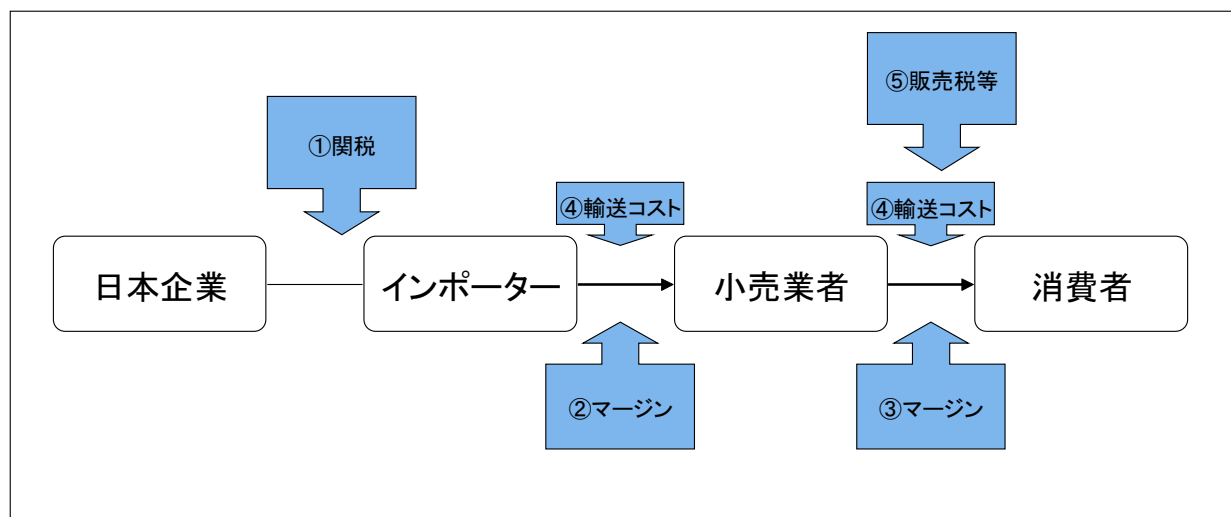 ⑤販売税等
①関税
④輸送コスト
④輸送コスト
日本企業
インポーター
小売業者
消費者
②マージン
③マージン